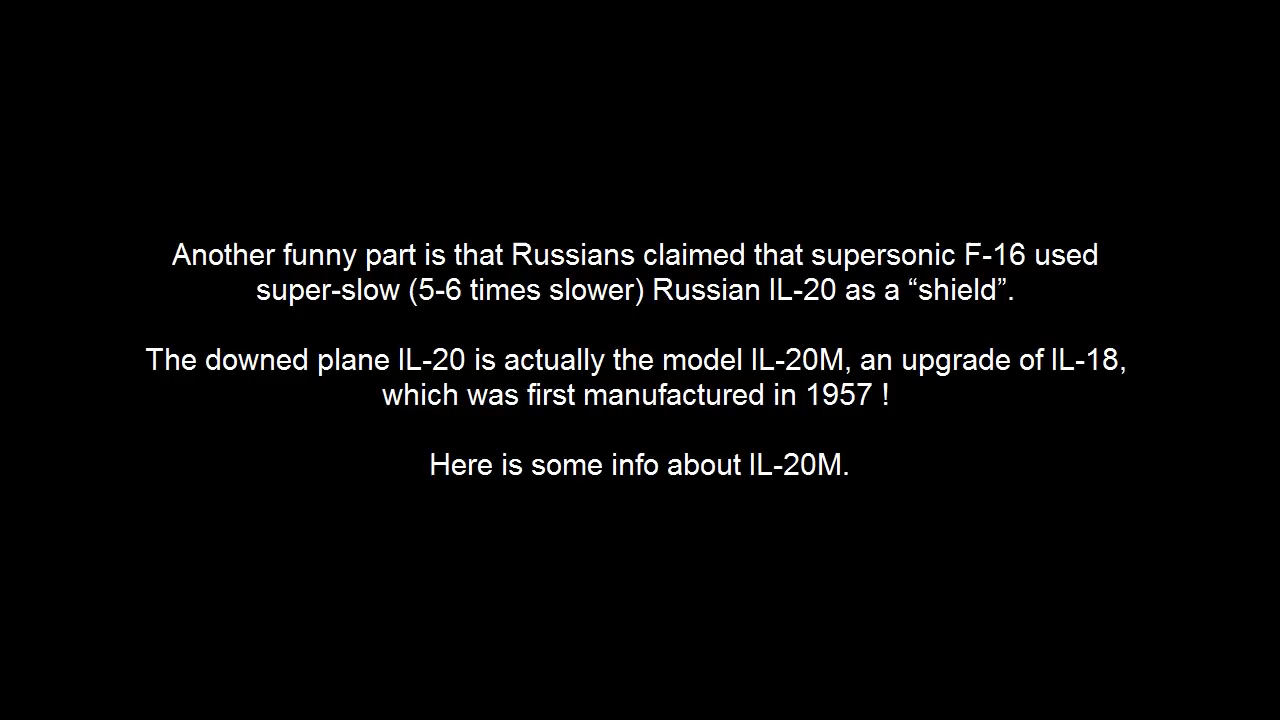 Another funny part is that Russians claimed that supersonic F-16 used
super-slow (5-6 times slower) Russian IL-20 as a “shield”.
The downed plane IL-20 is actually the model IL-20M, an upgrade of IL-18,
which was first manufactured in 1957 !
Here is some info about IL-20M.